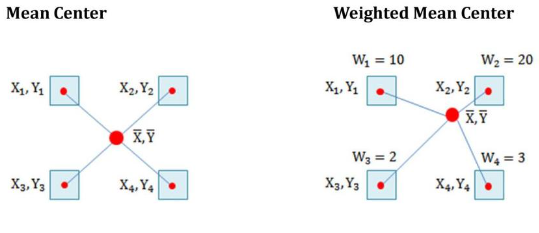 Mean Center
Weighted Mean Center
W₁ = 10
W₂ = 20
X₁, Y₁
X₂, Y₂
X₁, Y₁
X₂, Y₂
X̅, Y̅
X̅, Y̅
W₃ = 2
W₄ = 3
X₃, Y₃
X₄, Y₄
X₃, Y₃
X₄, Y₄